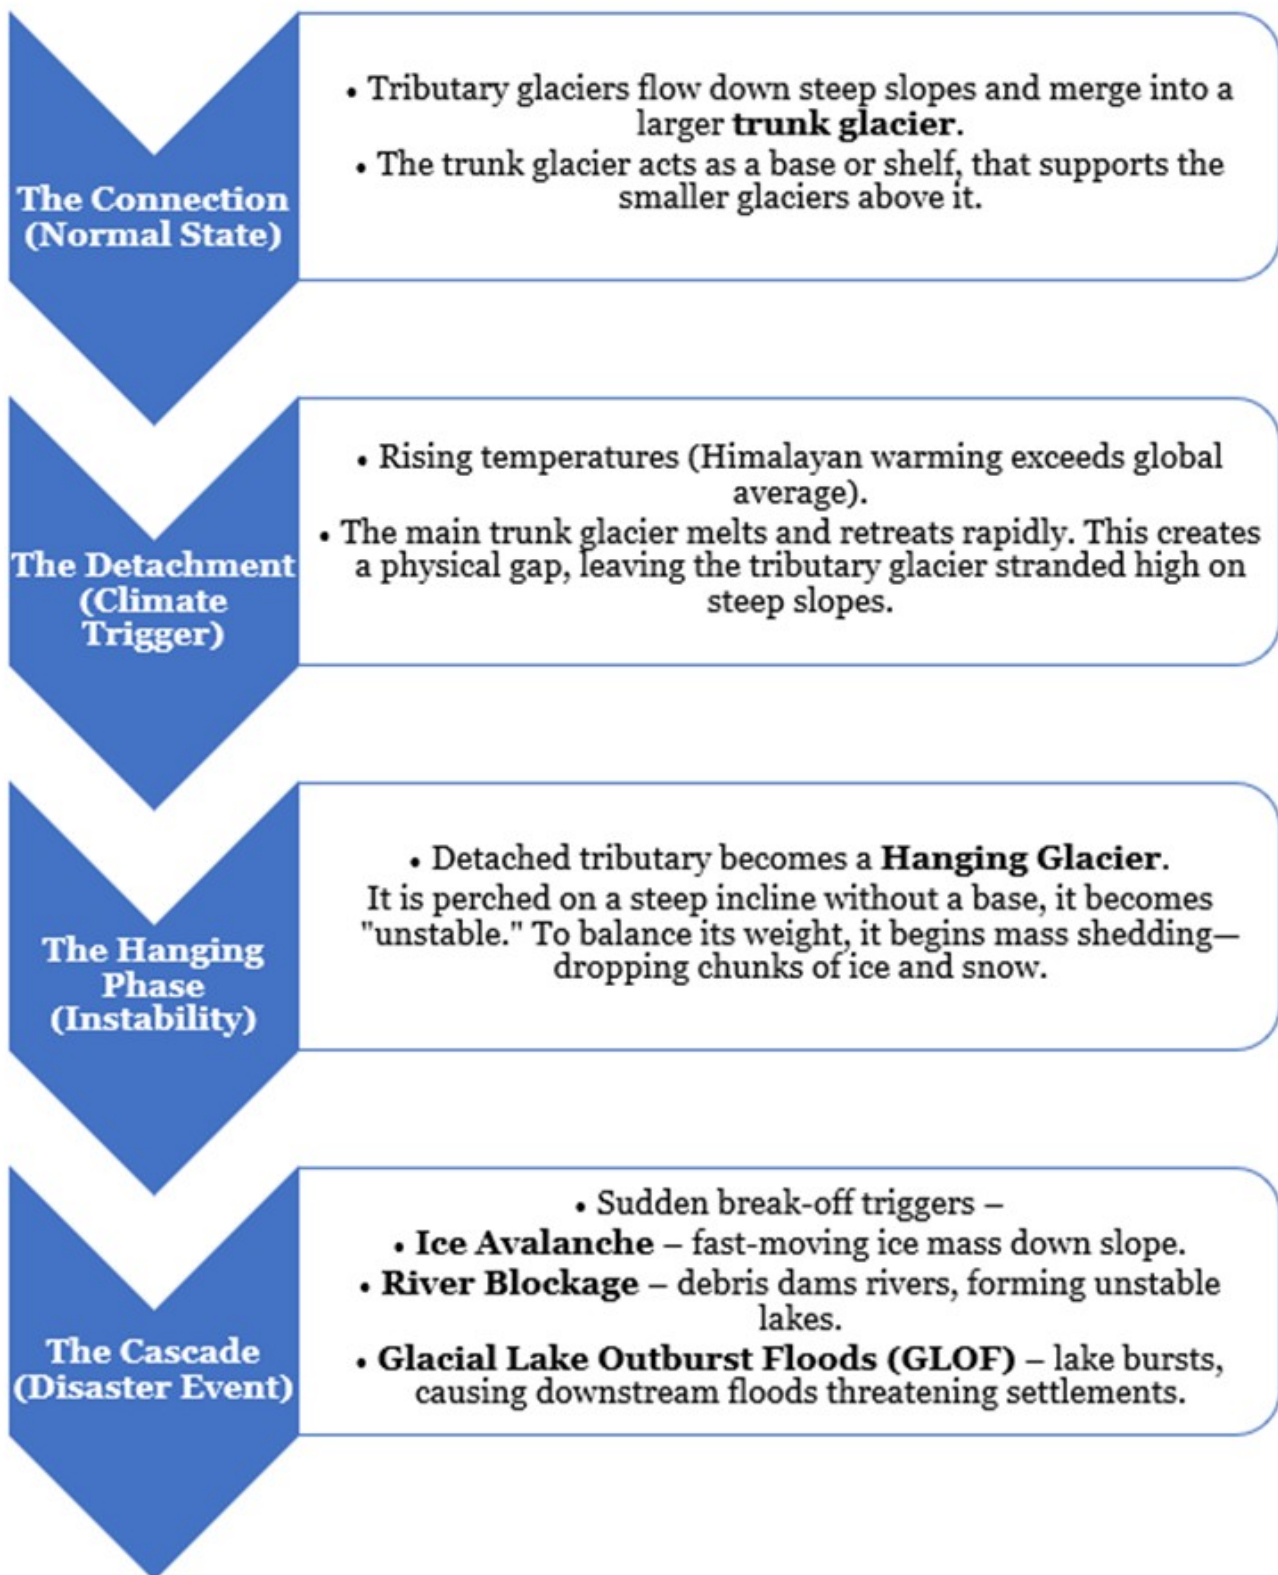 The Connection
(Normal State)
• Tributary glaciers flow down steep slopes and merge into a
larger trunk glacier.
• The trunk glacier acts as a base or shelf, that supports the
smaller glaciers above it.
The Detachment
(Climate
Trigger)
• Rising temperatures (Himalayan warming exceeds global
average).
• The main trunk glacier melts and retreats rapidly. This creates
a physical gap, leaving the tributary glacier stranded high on
steep slopes.
The Hanging
Phase
(Instability)
• Detached tributary becomes a Hanging Glacier.
It is perched on a steep incline without a base, it becomes
"unstable." To balance its weight, it begins mass shedding—
dropping chunks of ice and snow.
The Cascade
(Disaster Event)
• Sudden break-off triggers –
• Ice Avalanche – fast-moving ice mass down slope.
• River Blockage – debris dams rivers, forming unstable
lakes.
• Glacial Lake Outburst Floods (GLOF) – lake bursts,
causing downstream floods threatening settlements.